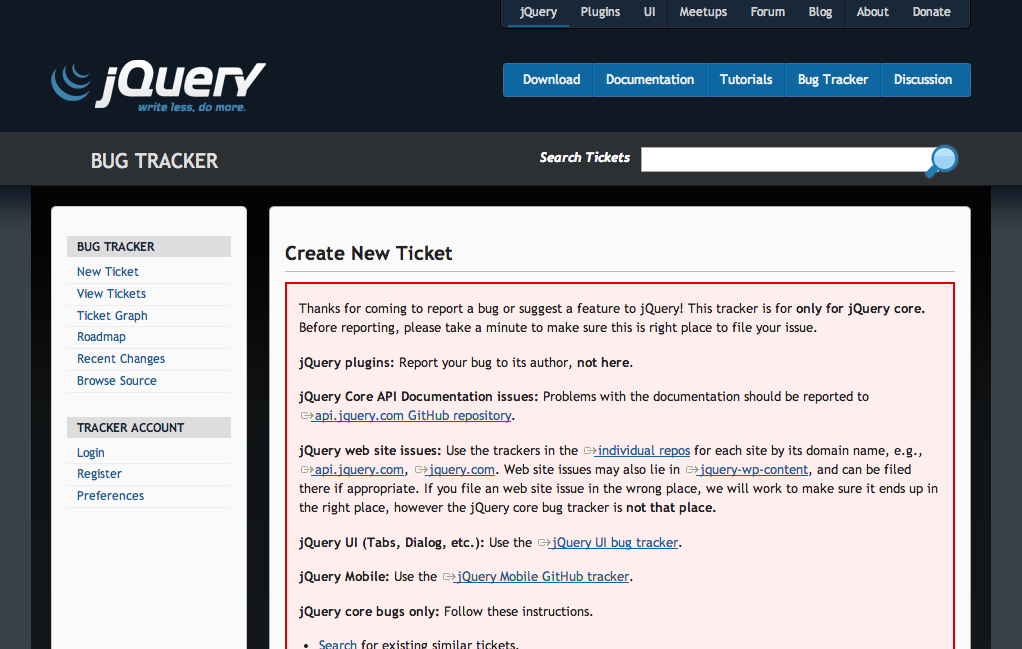 jQuery Plugins UI Meetups Forum Blog About Donate
jQuery
write less, do more.
Download Documentation Tutorials Bug Tracker Discussion
BUG TRACKER
Search Tickets
BUG TRACKER
New Ticket
View Tickets
Ticket Graph
Roadmap
Recent Changes
Browse Source
TRACKER ACCOUNT
Login
Register
Preferences
Create New Ticket
Thanks for coming to report a bug or suggest a feature to jQuery! This tracker is for only for jQuery core.
Before reporting, please take a minute to make sure this is right place to file your issue.
jQuery plugins: Report your bug to its author, not here.
jQuery Core API Documentation issues: Problems with the documentation should be reported to
api.jquery.com GitHub repository.
jQuery web site issues: Use the trackers in the individual repos for each site by its domain name, e.g.,
api.jquery.com, jquery.com. Web site issues may also lie in jquery-wp-content, and can be filed
there if appropriate. If you file an web site issue in the wrong place, we will work to make sure it ends up in
the right place, however the jQuery core bug tracker is not that place.
jQuery UI (Tabs, Dialog, etc.): Use the jQuery UI bug tracker.
jQuery Mobile: Use the jQuery Mobile GitHub tracker.
jQuery core bugs only: Follow these instructions.
• Search for existing similar tickets.